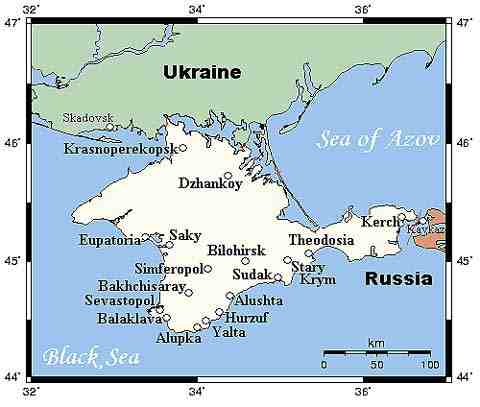 32°
34°
36°
47°
47°
Ukraine
Skadovsk
Sea of Azov
46°
46°
Krasnoperekopsk
Dzhankoy
Kerch
Kavkaz
Eupatoria
Saky
Theodosia
Bilohirsk
45°
45°
Simferopol
Sudak
Stary
Krym
Russia
Bakhchisaray
Sevastopol
Alushta
Balaklava
Hurzuf
Alupka
Yalta
km
0
50
100
Black Sea
44°
44°
32°
34°
36°